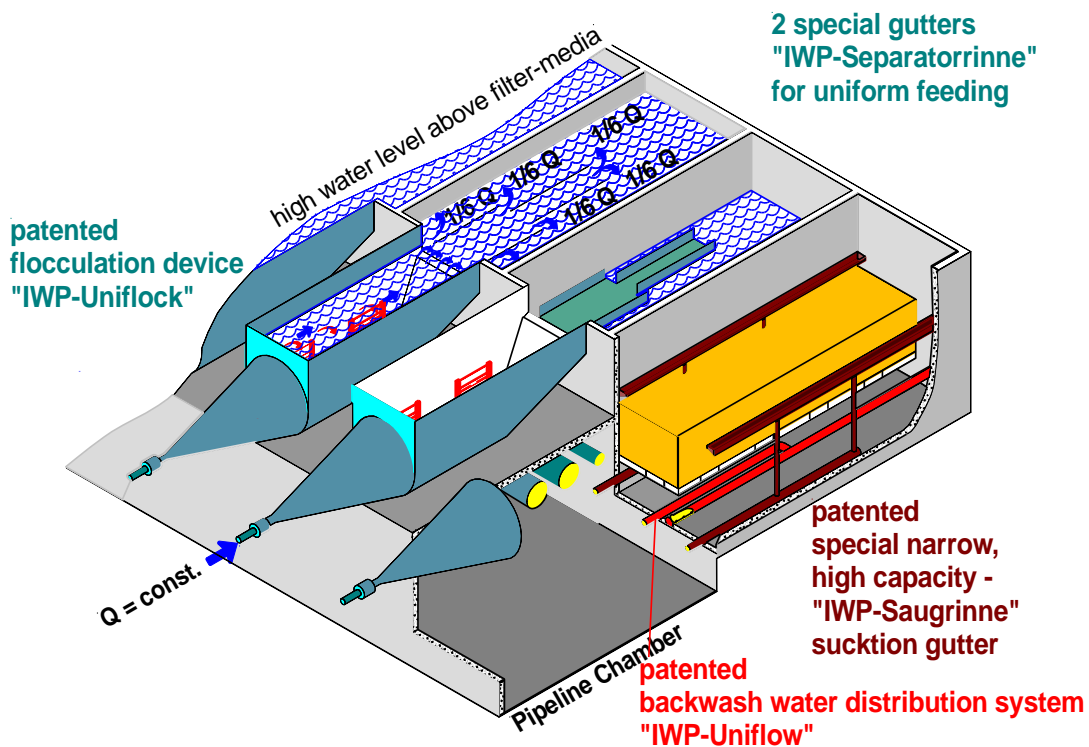 2 special gutters
"IWP-Separatorrinne"
for uniform feeding
high water level above filter-media
1/6 Q
1/6 Q
1/6 Q
1/6 Q
1/6 Q
1/6 Q
patented
flocculation device
"IWP-Uniflock"
Q = const.
Pipeline Chamber
patented
special narrow,
high capacity -
"IWP-Saugrinne"
sucktion gutter
patented
backwash water distribution system
"IWP-Uniflow"